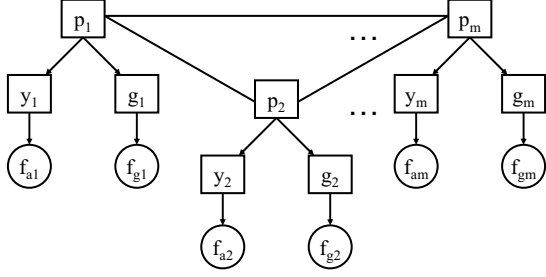 p1 ... pm
y1 g1 p2 ... ym gm
fa1 fg1 y2 g2 fam fgm
fa2 fg2